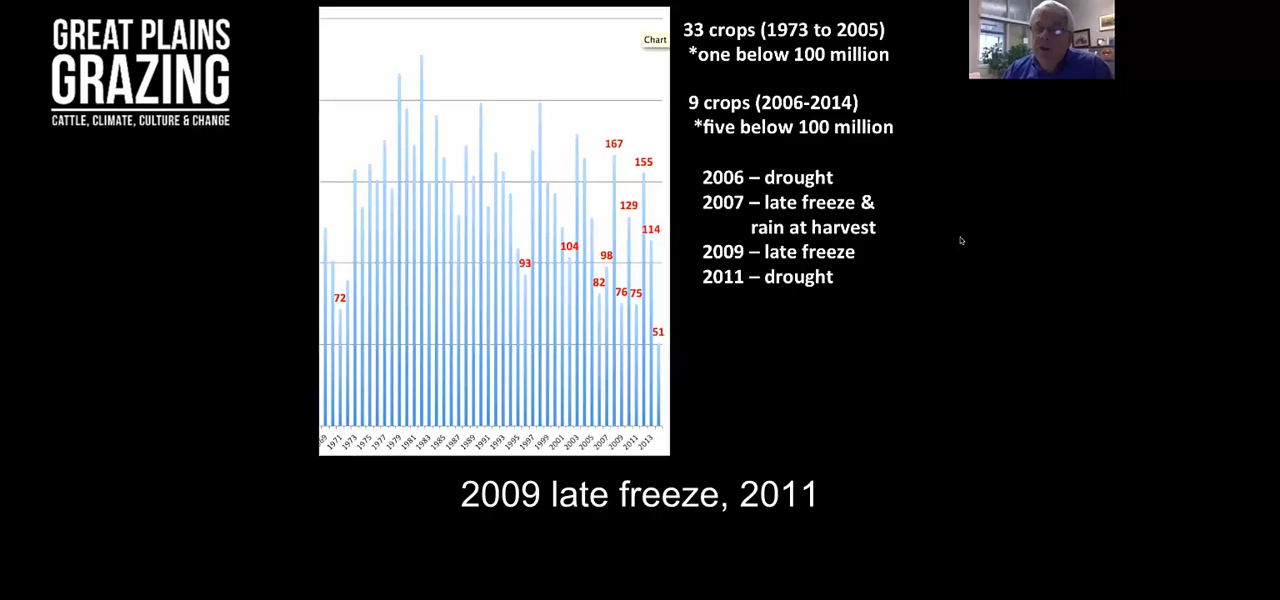 GREAT PLAINS
GRAZING
CATTLE, CLIMATE, CULTURE & CHANGE
Chart
33 crops (1973 to 2005)
*one below 100 million
9 crops (2006-2014)
*five below 100 million
2006 – drought
2007 – late freeze &
rain at harvest
2009 – late freeze
2011 – drought
167
155
129
114
104
98
93
82
76
75
72
51
69 1971 1973 1975 1977 1979 1981 1983 1985 1987 1989 1991 1993 1995 1997 1999 2001 2003 2005 2007 2009 2011 2013
2009 late freeze, 2011